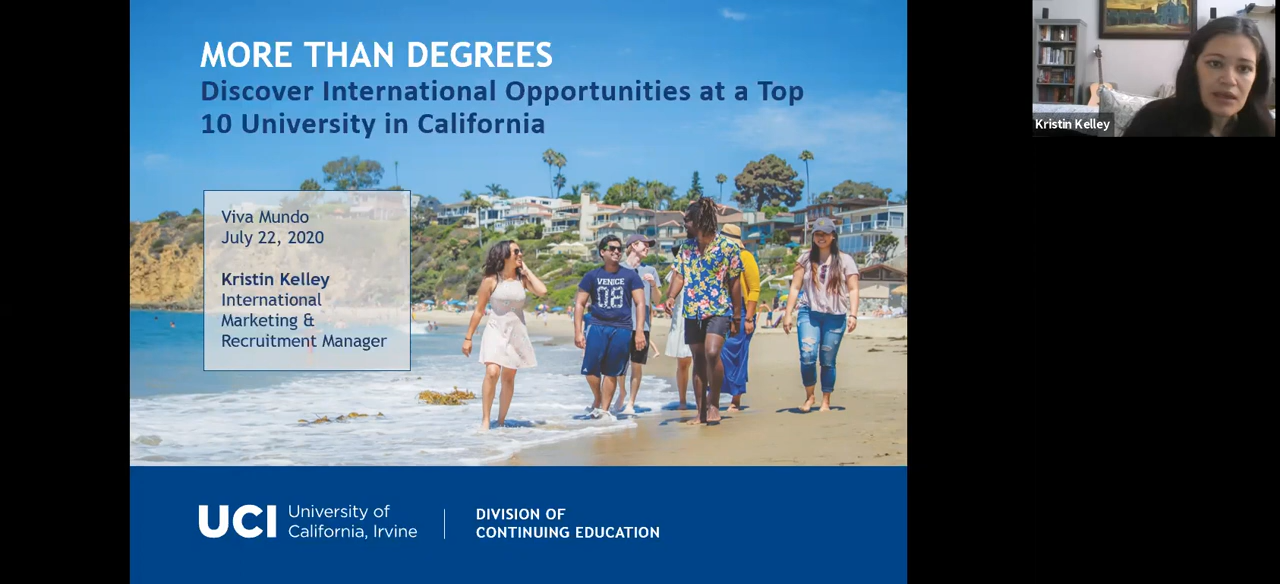 MORE THAN DEGREES
Discover International Opportunities at a Top
10 University in California
Viva Mundo
July 22, 2020
Kristin Kelley
International
Marketing &
Recruitment Manager
VENICE
08
UCI University of
California, Irvine
DIVISION OF
CONTINUING EDUCATION
Kristin Kelley